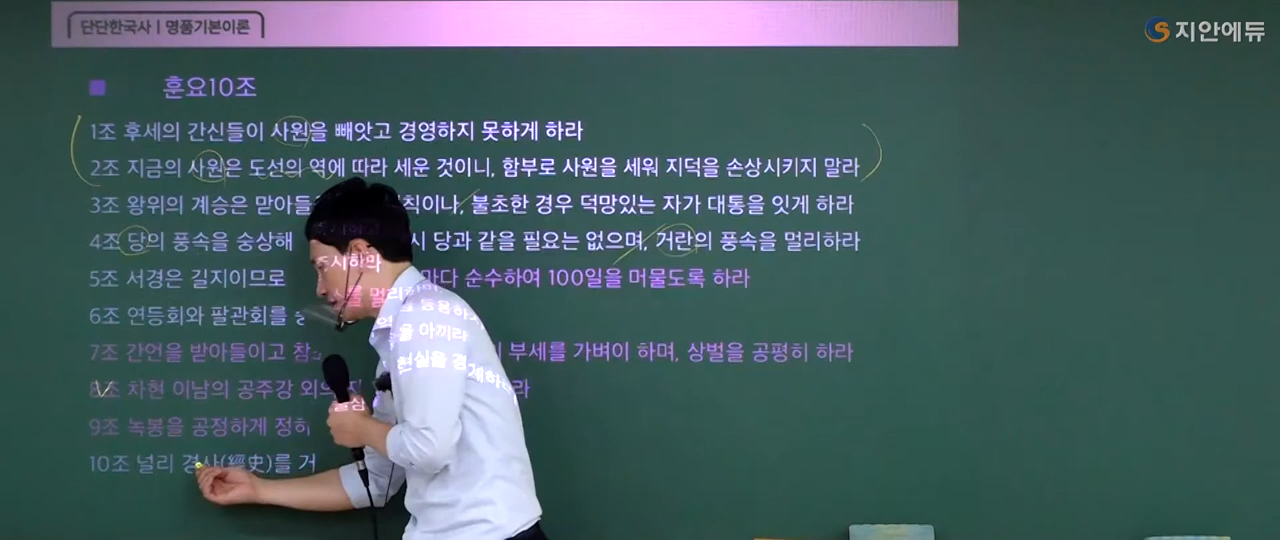 단단한국사 | 명품기본이론
지안에듀
훈요10조
1조 후세의 간신들이 사원을 빼앗고 경영하지 못하게 하라
2조 지금의 사원은 도선의 역에 따라 세운 것이니, 함부로 사원을 세워 지덕을 손상시키지 말라
3조 왕위의 계승은 맏아들 칙이나, 불초한 경우 덕망있는 자가 대통을 잇게 하라
4조 당의 풍속을 숭상해 시 당과 같을 필요는 없으며, 거란의 풍속을 멀리하라
5조 서경은 길지이므로 마다 순수하여 100일을 머물도록 하라
6조 연등회와 팔관회를
7조 간언을 받아들이고 부세를 가벼이 하며, 상벌을 공평히 하라
8조 차현 이남의 공주강 외의 라
9조 녹봉을 공정하게 정하
10조 널리 경사(經史)를 거 현실을 경계하